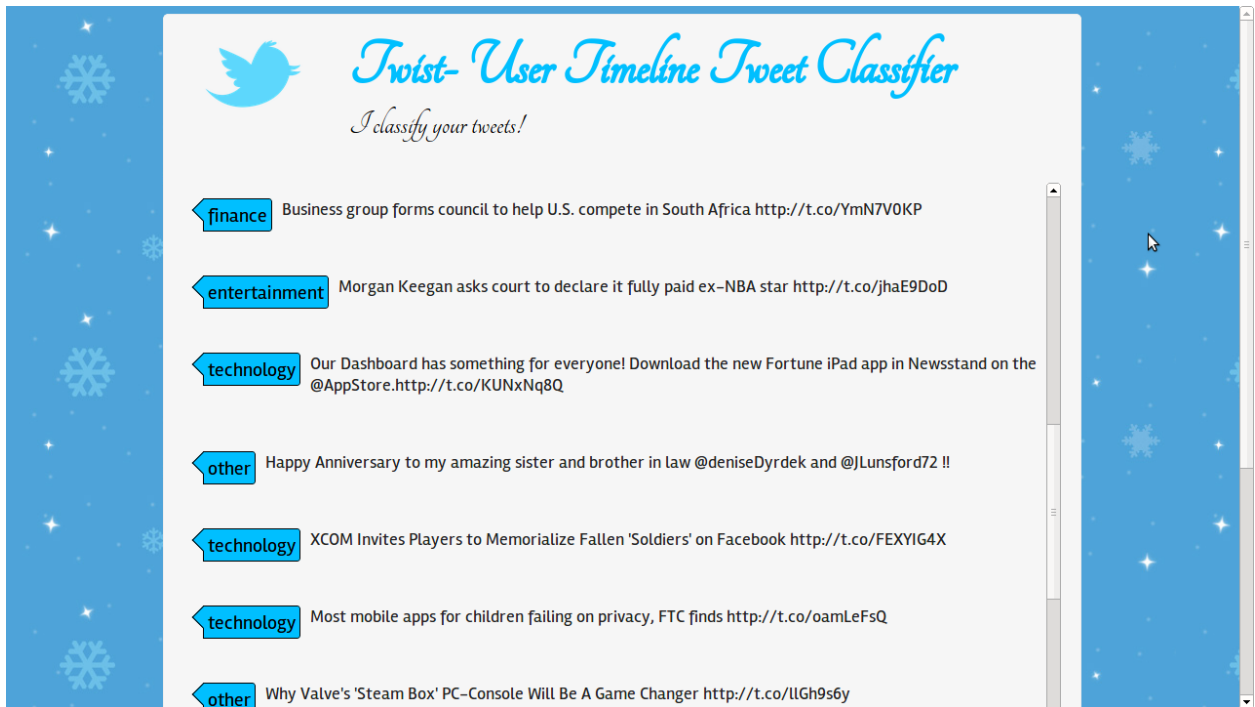 Twist- User Timeline Tweet Classifier
I classify your tweets!
finance Business group forms council to help U.S. compete in South Africa http://t.co/YmN7V0KP
entertainment Morgan Keegan asks court to declare it fully paid ex-NBA star http://t.co/jhaE9DoD
technology Our Dashboard has something for everyone! Download the new Fortune iPad app in Newsstand on the
@AppStore.http://t.co/KUNxNq8Q
other Happy Anniversary to my amazing sister and brother in law @deniseDyrdek and @JLunsford72 !!
technology XCOM Invites Players to Memorialize Fallen 'Soldiers' on Facebook http://t.co/FEXYIG4X
technology Most mobile apps for children failing on privacy, FTC finds http://t.co/oamLeFsQ
other Why Valve's 'Steam Box' PC-Console Will Be A Game Changer http://t.co/llGh9s6y